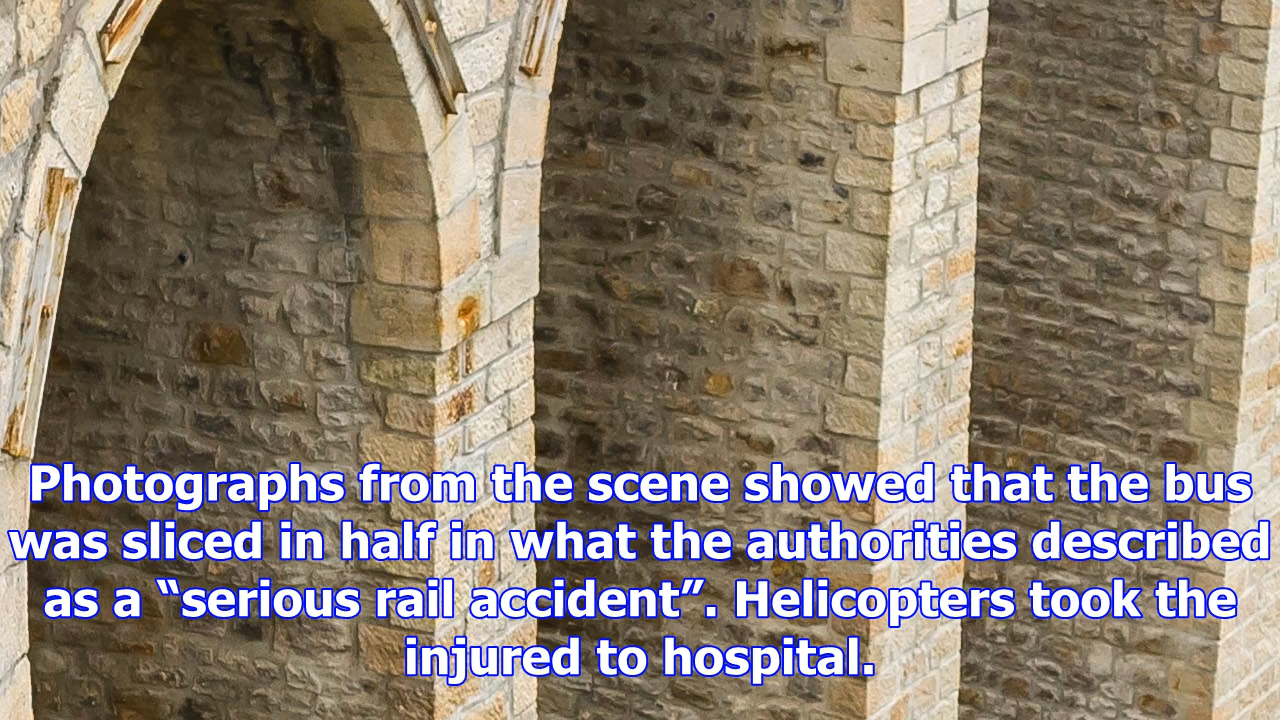 Photographs from the scene showed that the bus
was sliced in half in what the authorities described
as a “serious rail accident”. Helicopters took the
injured to hospital.